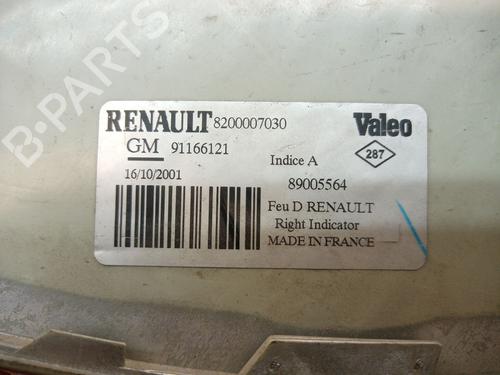 RENAULT 8200007030
Valeo
GM 91166121
287
Indice A
16/10/2001
89005564
Feu D RENAULT
Right Indicator
MADE IN FRANCE
B-PARTS